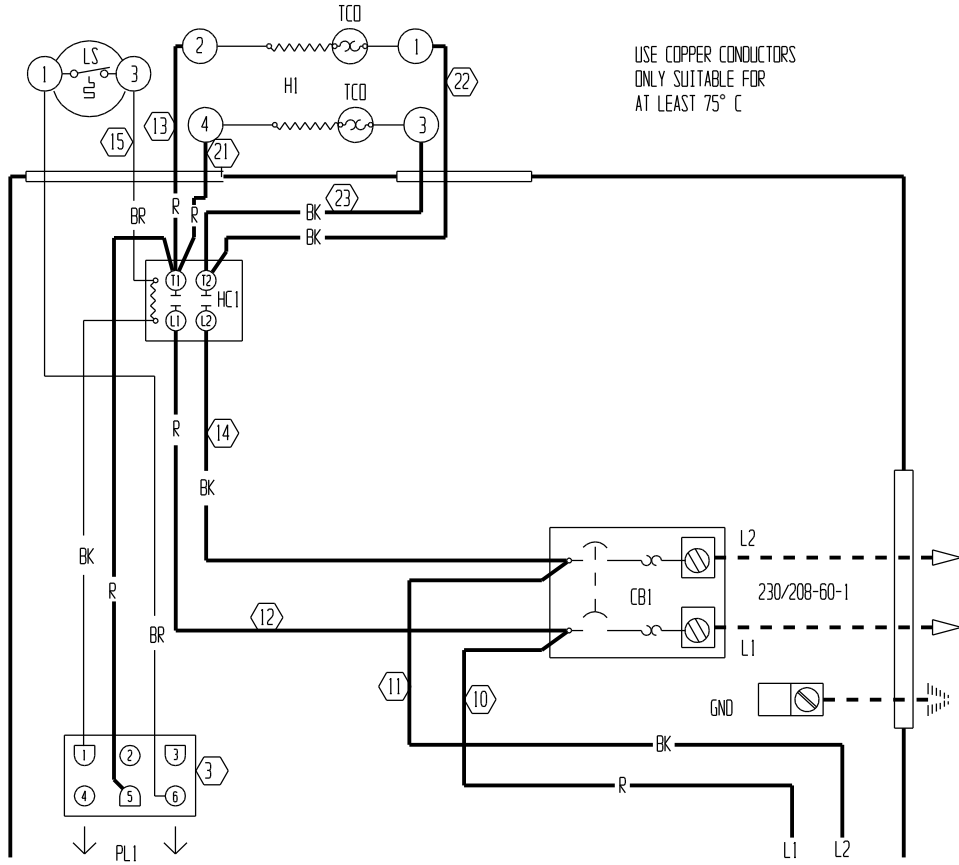 TCO
LS
1
3
2
1
USE COPPER CONDUCTORS
ONLY SUITABLE FOR
AT LEAST 75° C
22
H1
TCO
13
4
3
15
21
23
BR
R
R
BK
BK
T1
T2
HC1
L1
L2
R
14
BK
BK
R
L2
CB1
230/208-60-1
12
BR
L1
11
10
GND
BK
1
2
3
3
4
5
6
R
PL1
L1
L2